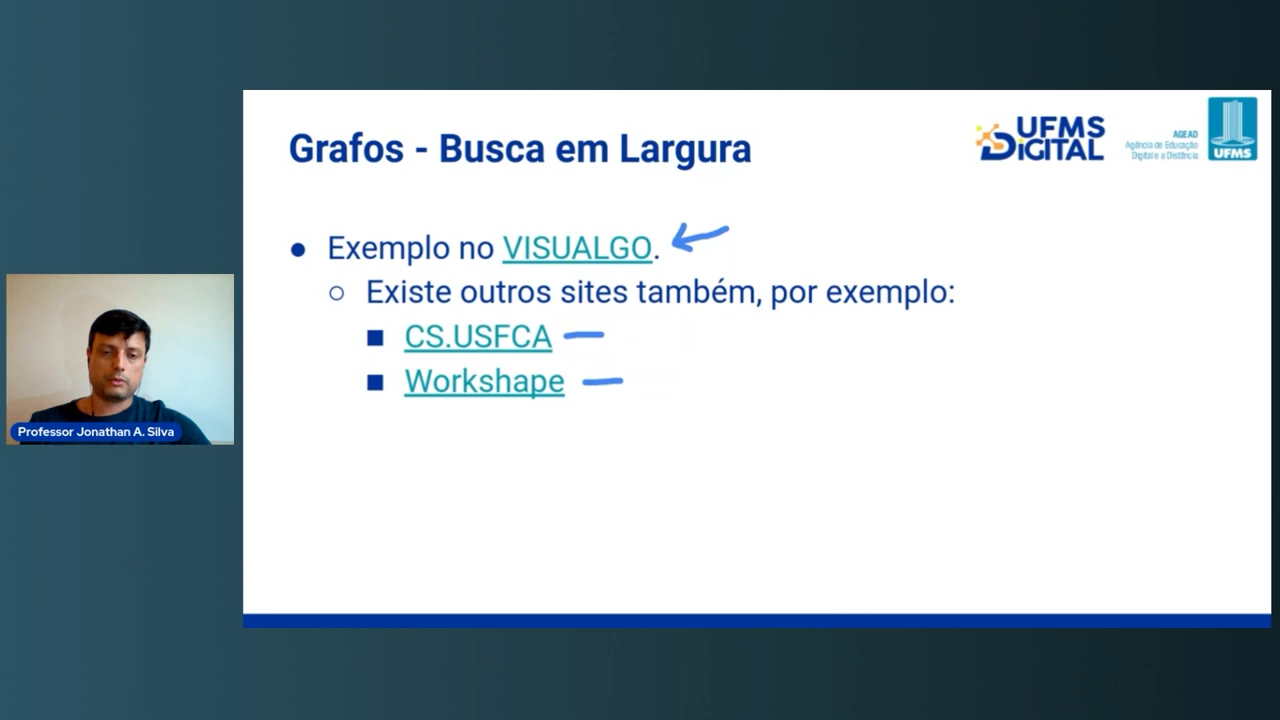 Grafos - Busca em Largura
UFMS
DIGITAL
AGEAD
Agência de Educação
Digital e a Distância
UFMS
Exemplo no VISUALGO.
Existe outros sites também, por exemplo:
CS.USFCA
Workshape
Professor Jonathan A. Silva